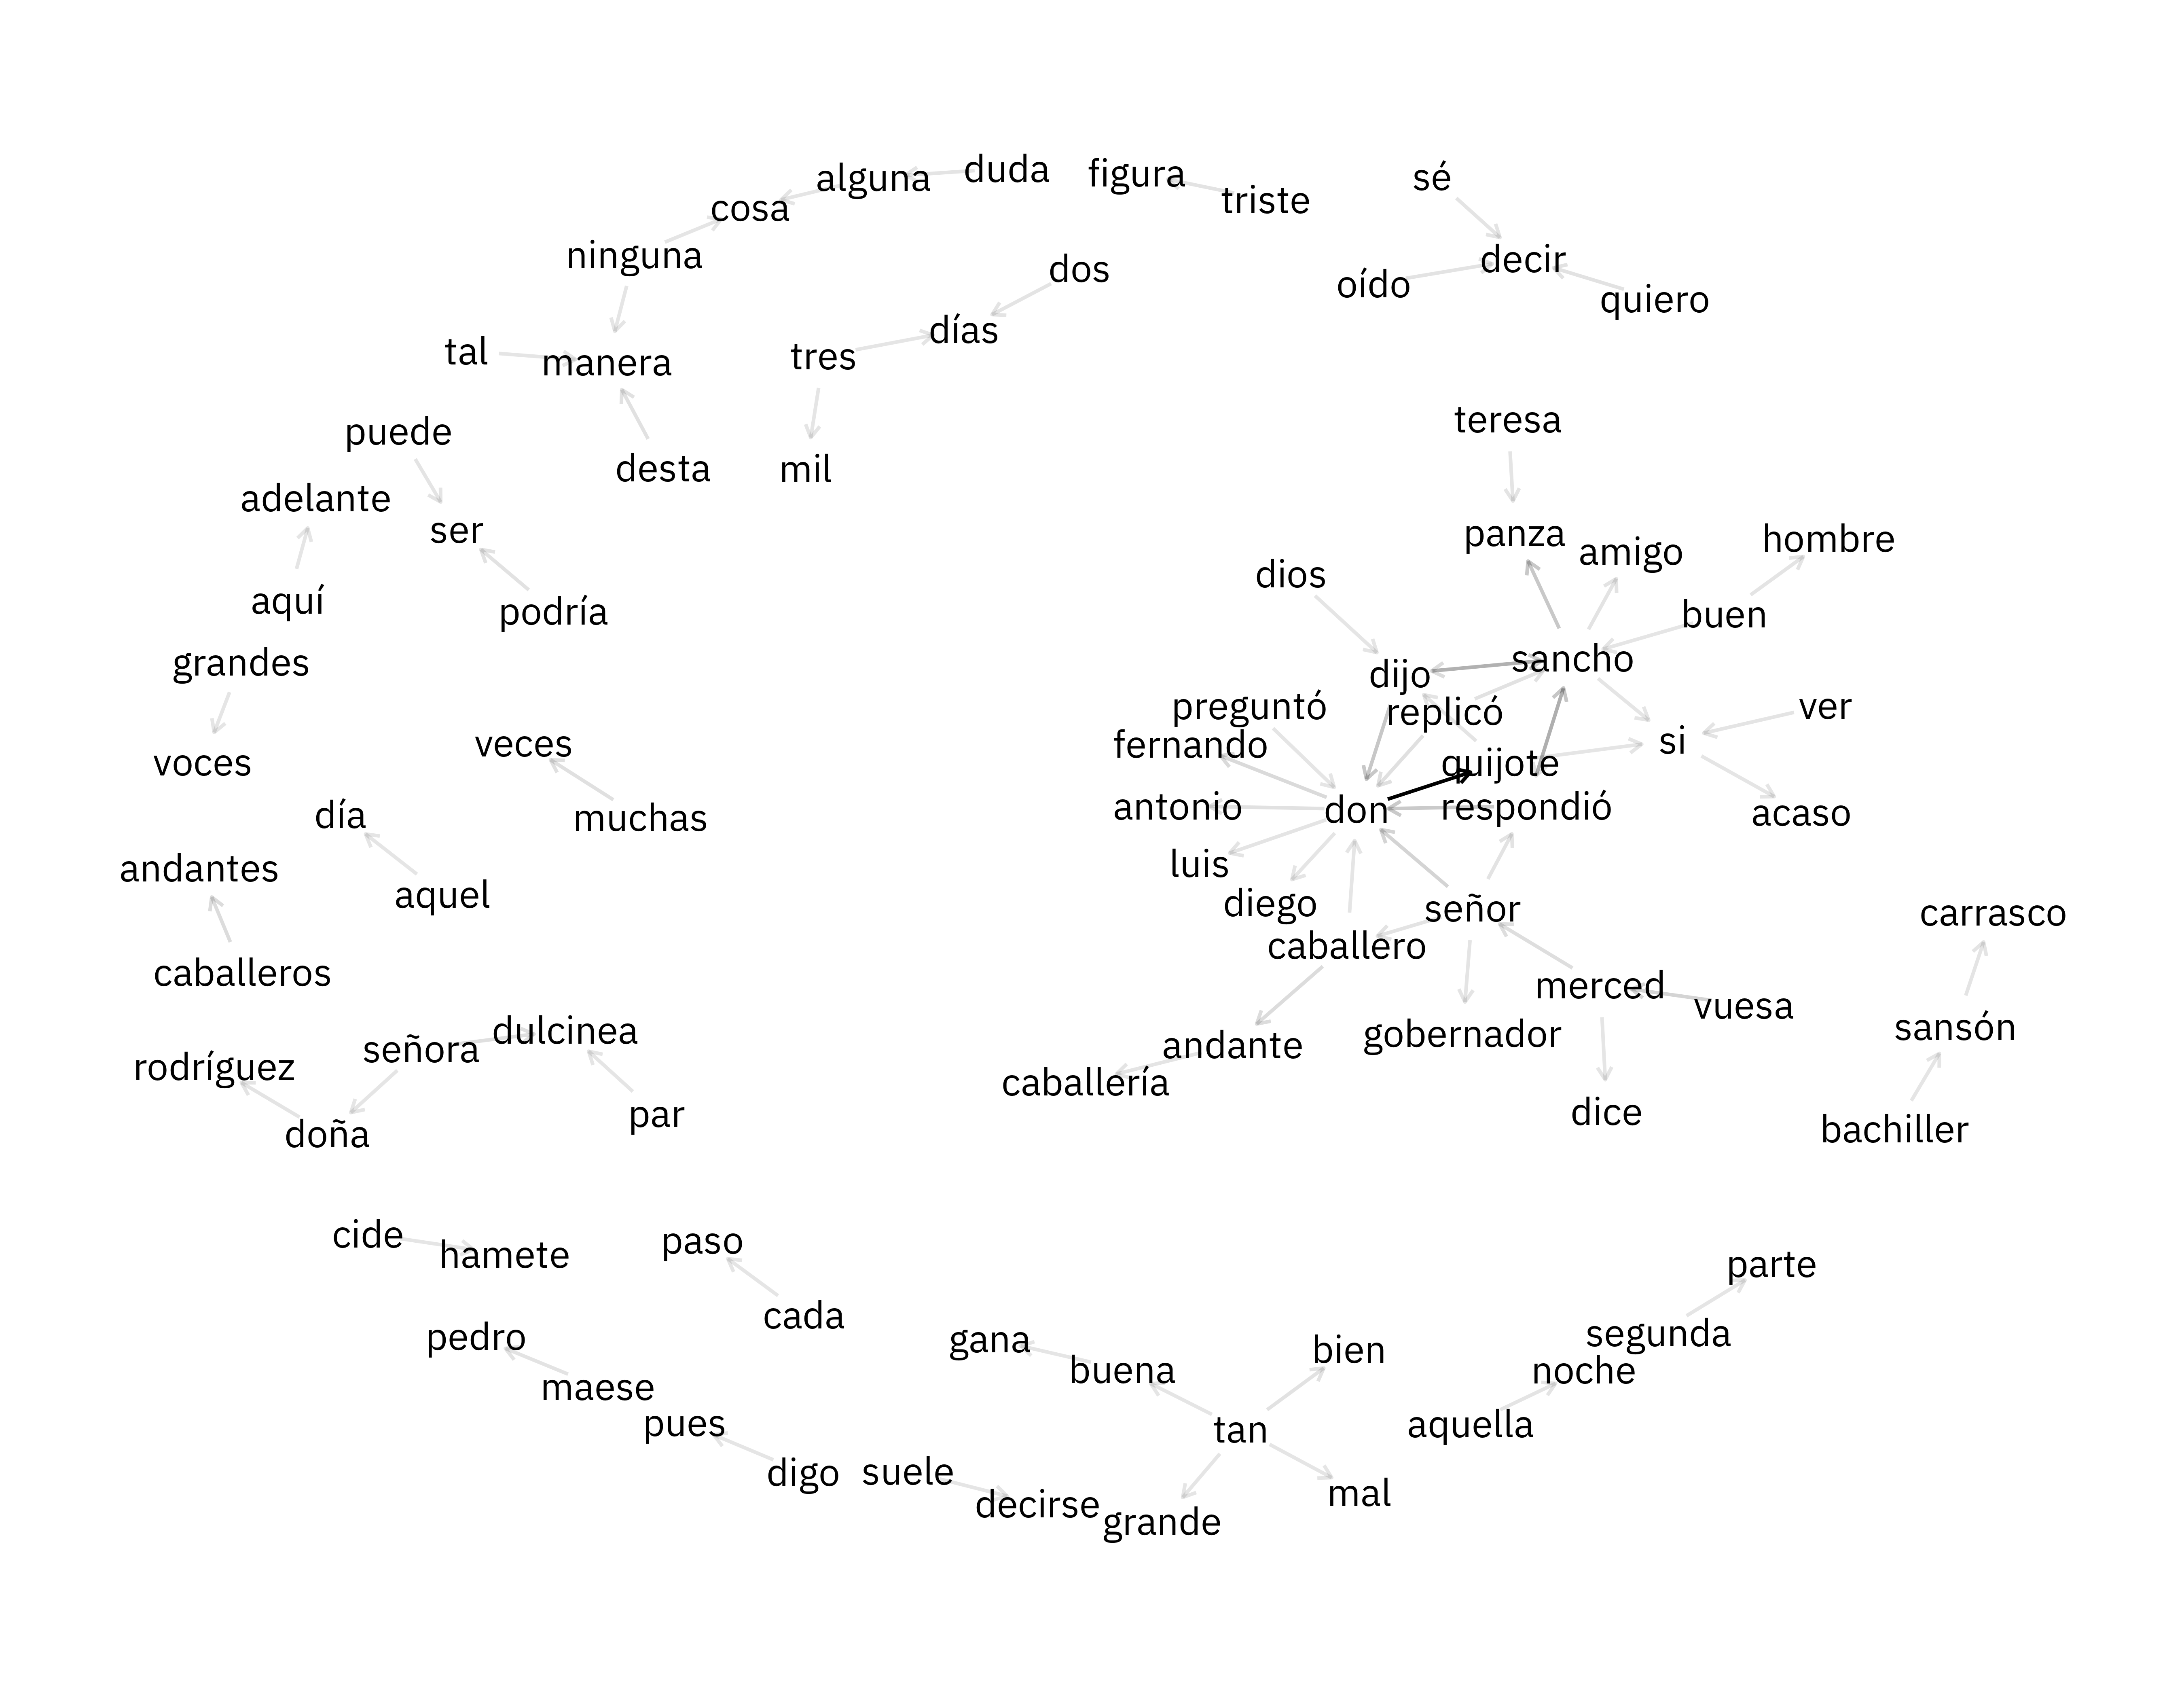 duda
figura
alguna
sé
triste
cosa
ninguna
decir
dos
oído
quiero
días
tal
tres
manera
teresa
puede
desta
mil
adelante
ser
panza
hombre
amigo
dios
aquí
podría
buen
grandes
sancho
dijo
preguntó
replicó
ver
veces
fernando
si
voces
quijote
día
muchas
antonio
don
respondió
acaso
luis
andantes
aquel
diego
señor
carrasco
caballero
caballeros
merced
vuesa
sansón
dulcinea
gobernador
señora
andante
rodríguez
caballería
par
dice
doña
bachiller
cide
paso
hamete
parte
cada
pedro
segunda
gana
bien
buena
noche
maese
pues
aquella
tan
digo
suele
mal
decirse
grande